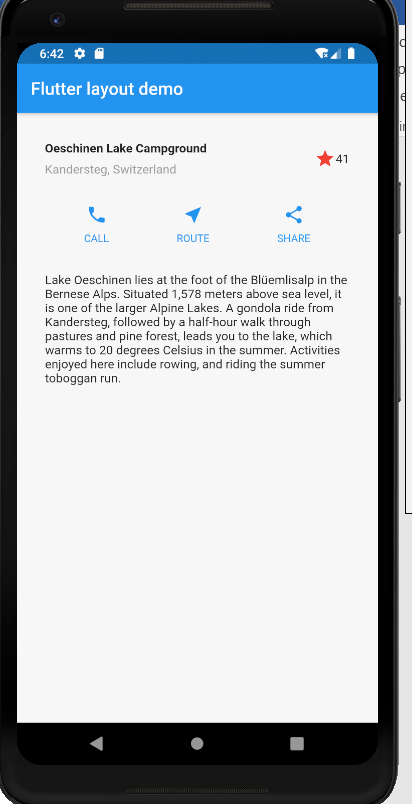 6:42
Flutter layout demo
Oeschinen Lake Campground
Kandersteg, Switzerland
41
CALL ROUTE SHARE
Lake Oeschinen lies at the foot of the Blüemlisalp in the
Bernese Alps. Situated 1,578 meters above sea level, it
is one of the larger Alpine Lakes. A gondola ride from
Kandersteg, followed by a half-hour walk through
pastures and pine forest, leads you to the lake, which
warms to 20 degrees Celsius in the summer. Activities
enjoyed here include rowing, and riding the summer
toboggan run.